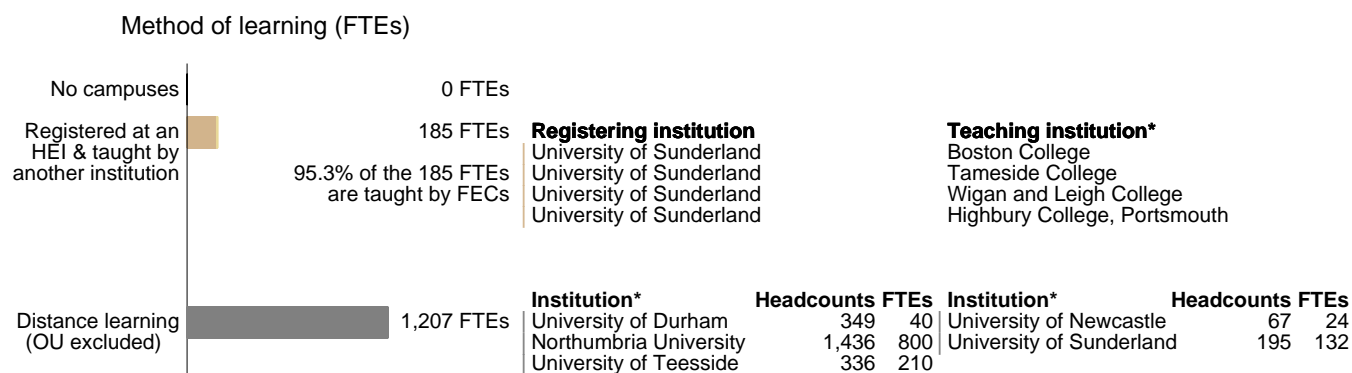 Method of learning (FTEs)
No campuses 0 FTEs
Registered at an HEI & taught by another institution 185 FTEs
95.3% of the 185 FTEs are taught by FECs
Registering institution Teaching institution*
University of Sunderland Boston College
University of Sunderland Tameside College
University of Sunderland Wigan and Leigh College
University of Sunderland Highbury College, Portsmouth
Distance learning (OU excluded) 1,207 FTEs
Institution* Headcounts FTEs Institution* Headcounts FTEs
University of Durham 349 40 University of Newcastle 67 24
Northumbria University 1,436 800 University of Sunderland 195 132
University of Teesside 336 210